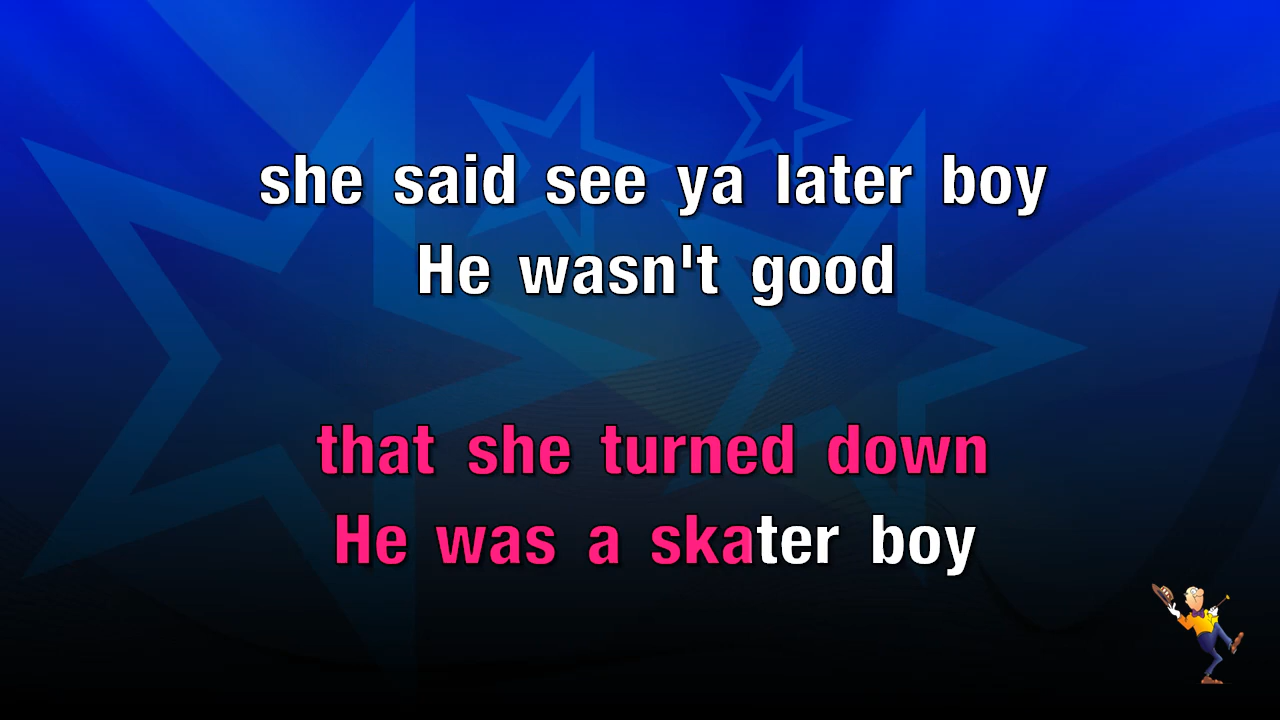 she said see ya later boy
He wasn't good
that she turned down
He was a skater boy